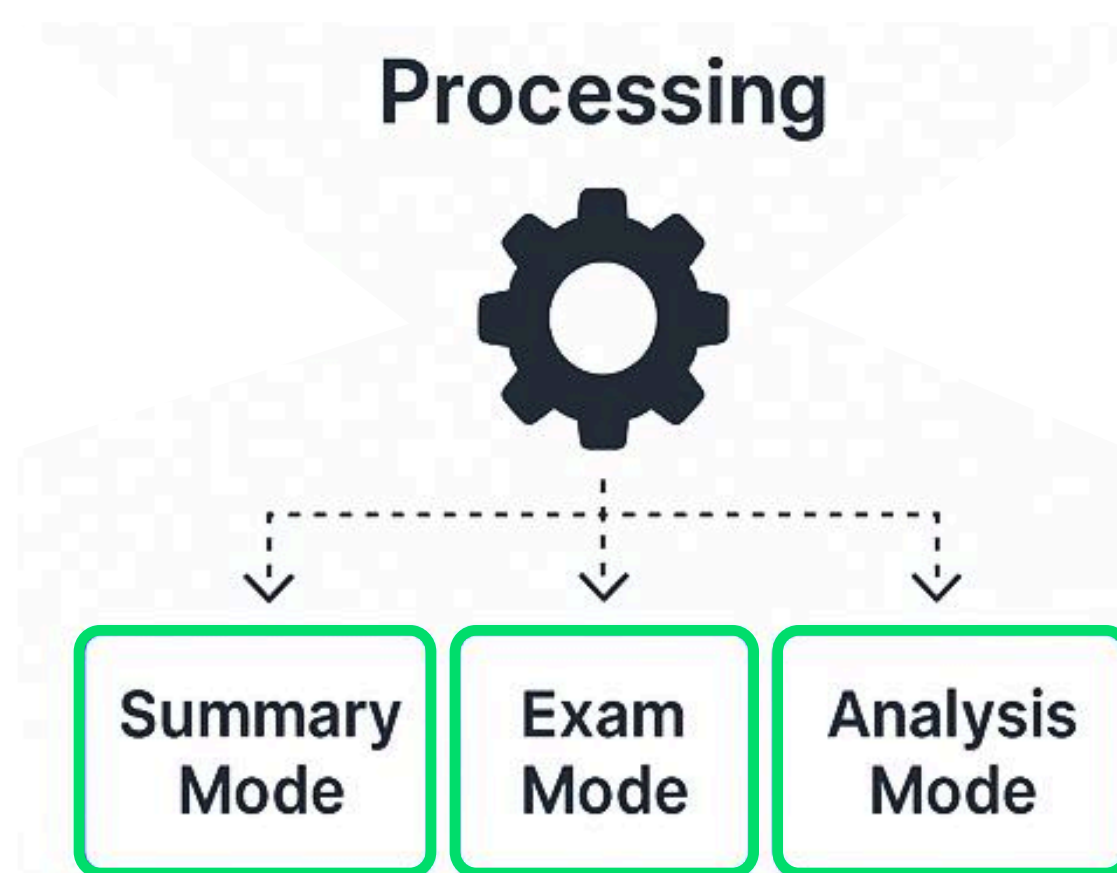 Processing
Summary
Mode
Exam
Mode
Analysis
Mode